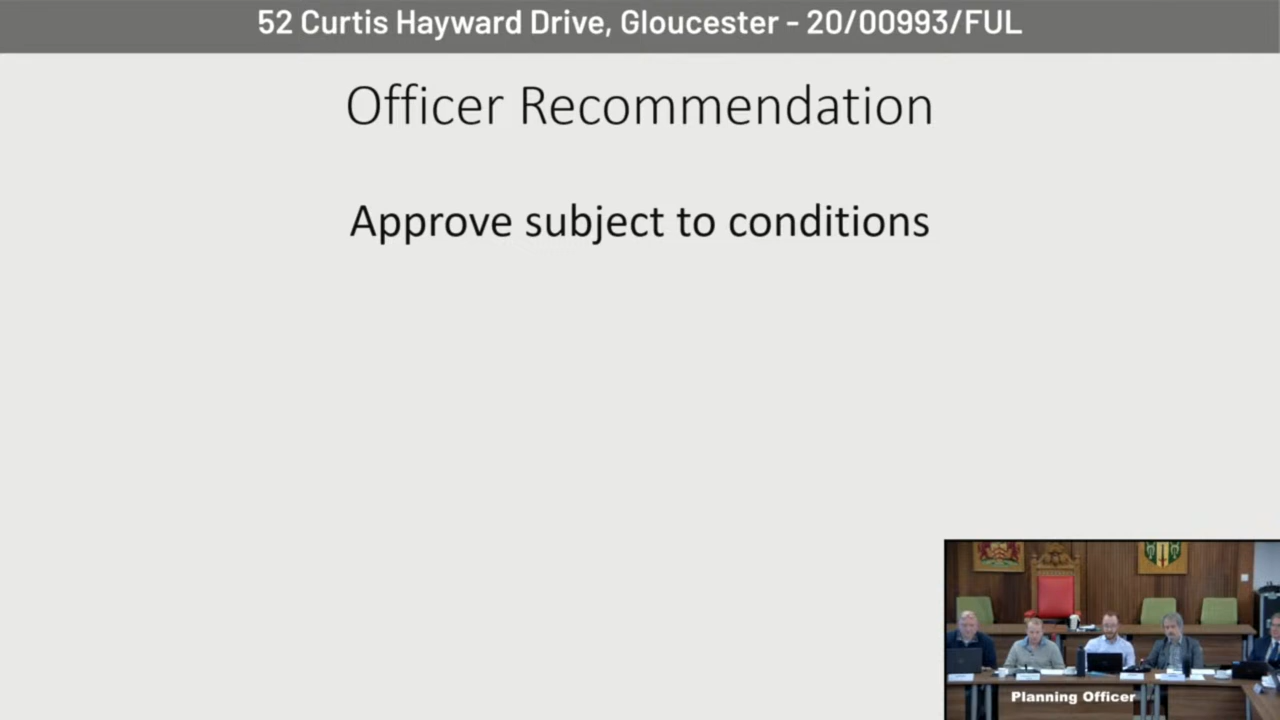 52 Curtis Hayward Drive, Gloucester - 20/00993/FUL
Officer Recommendation
Approve subject to conditions
Planning Officer